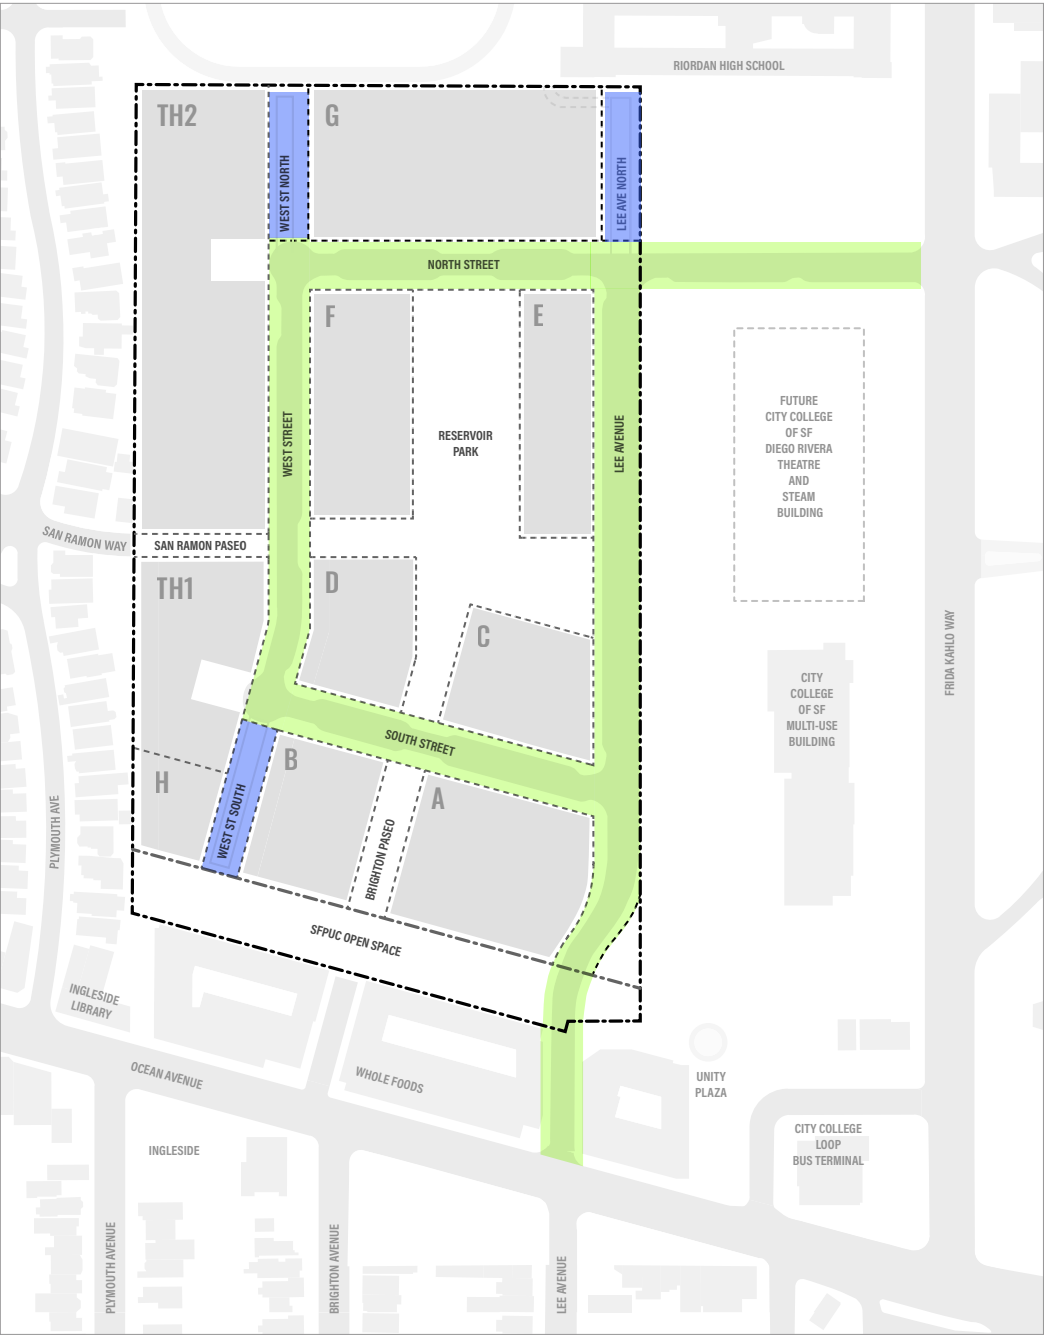 RIORDAN HIGH SCHOOL
TH2
G
WEST ST NORTH
LEE AVE NORTH
NORTH STREET
F
E
WEST STREET
RESERVOIR
PARK
LEE AVENUE
FUTURE
CITY COLLEGE
OF SF
DIEGO RIVERA
THEATRE
AND
STEAM
BUILDING
SAN RAMON WAY
SAN RAMON PASEO
TH1
D
C
FRIDA KAHLO WAY
CITY
COLLEGE
OF SF
MULTI-USE
BUILDING
SOUTH STREET
B
H
A
WEST ST SOUTH
PLYMOUTH AVE
BRIGHTON PASEO
SFPUC OPEN SPACE
INGLESIDE
LIBRARY
OCEAN AVENUE
WHOLE FOODS
UNITY
PLAZA
INGLESIDE
CITY COLLEGE
LOOP
BUS TERMINAL
PLYMOUTH AVENUE
BRIGHTON AVENUE
LEE AVENUE